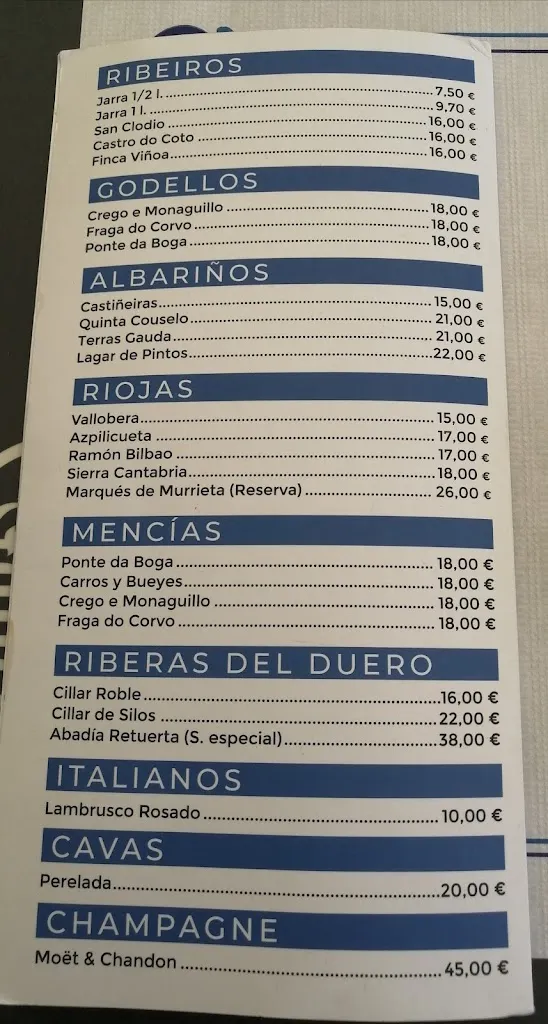 RIBEIROS
Jarra 1/2 l. 7,50 €
Jarra 1 l. 9,70 €
San Clodio 16,00 €
Castro do Coto 16,00 €
Finca Viñoa 16,00 €
GODELLOS
Crego e Monaguillo 18,00 €
Fraga do Corvo 18,00 €
Ponte da Boga 18,00 €
ALBARIÑOS
Castiñeiras 15,00 €
Quinta Couselo 21,00 €
Terras Gauda 21,00 €
Lagar de Pintos 22,00 €
RIOJAS
Vallobera 15,00 €
Azpilicueta 17,00 €
Ramón Bilbao 17,00 €
Sierra Cantabria 18,00 €
Marqués de Murrieta (Reserva) 26,00 €
MENCÍAS
Ponte da Boga 18,00 €
Carros y Bueyes 18,00 €
Crego e Monaguillo 18,00 €
Fraga do Corvo 18,00 €
RIBERAS DEL DUERO
Cillar Roble 16,00 €
Cillar de Silos 22,00 €
Abadía Retuerta (S. especial) 38,00 €
ITALIANOS
Lambrusco Rosado 10,00 €
CAVAS
Perelada 20,00 €
CHAMPAGNE
Moët & Chandon 45,00 €